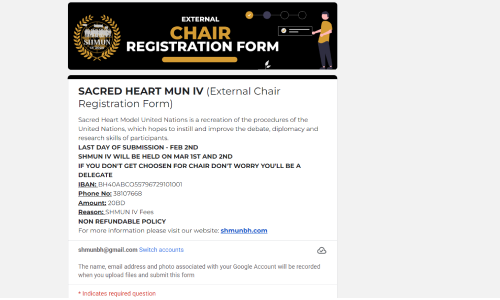 SHMUN
EXTERNAL
CHAIR
REGISTRATION FORM
SACRED HEART MUN IV (External Chair
Registration Form)
Sacred Heart Model United Nations is a recreation of the procedures of the
United Nations, which hopes to instill and improve the debate, diplomacy and
research skills of participants.
LAST DAY OF SUBMISSION - FEB 2ND
SHMUN IV WILL BE HELD ON MAR 1ST AND 2ND
IF YOU DON'T GET CHOOSEN FOR CHAIR DON'T WORRY YOU'LL BE A
DELEGATE
IBAN: BH40ABCO55796729101001
Phone No: 38107668
Amount: 20BD
Reason: SHMUN IV Fees
NON REFUNDABLE POLICY
For more information please visit our website: shmunbh.com
shmunbh@gmail.com Switch accounts
The name, email address and photo associated with your Google Account will be recorded
when you upload files and submit this form
* Indicates required question